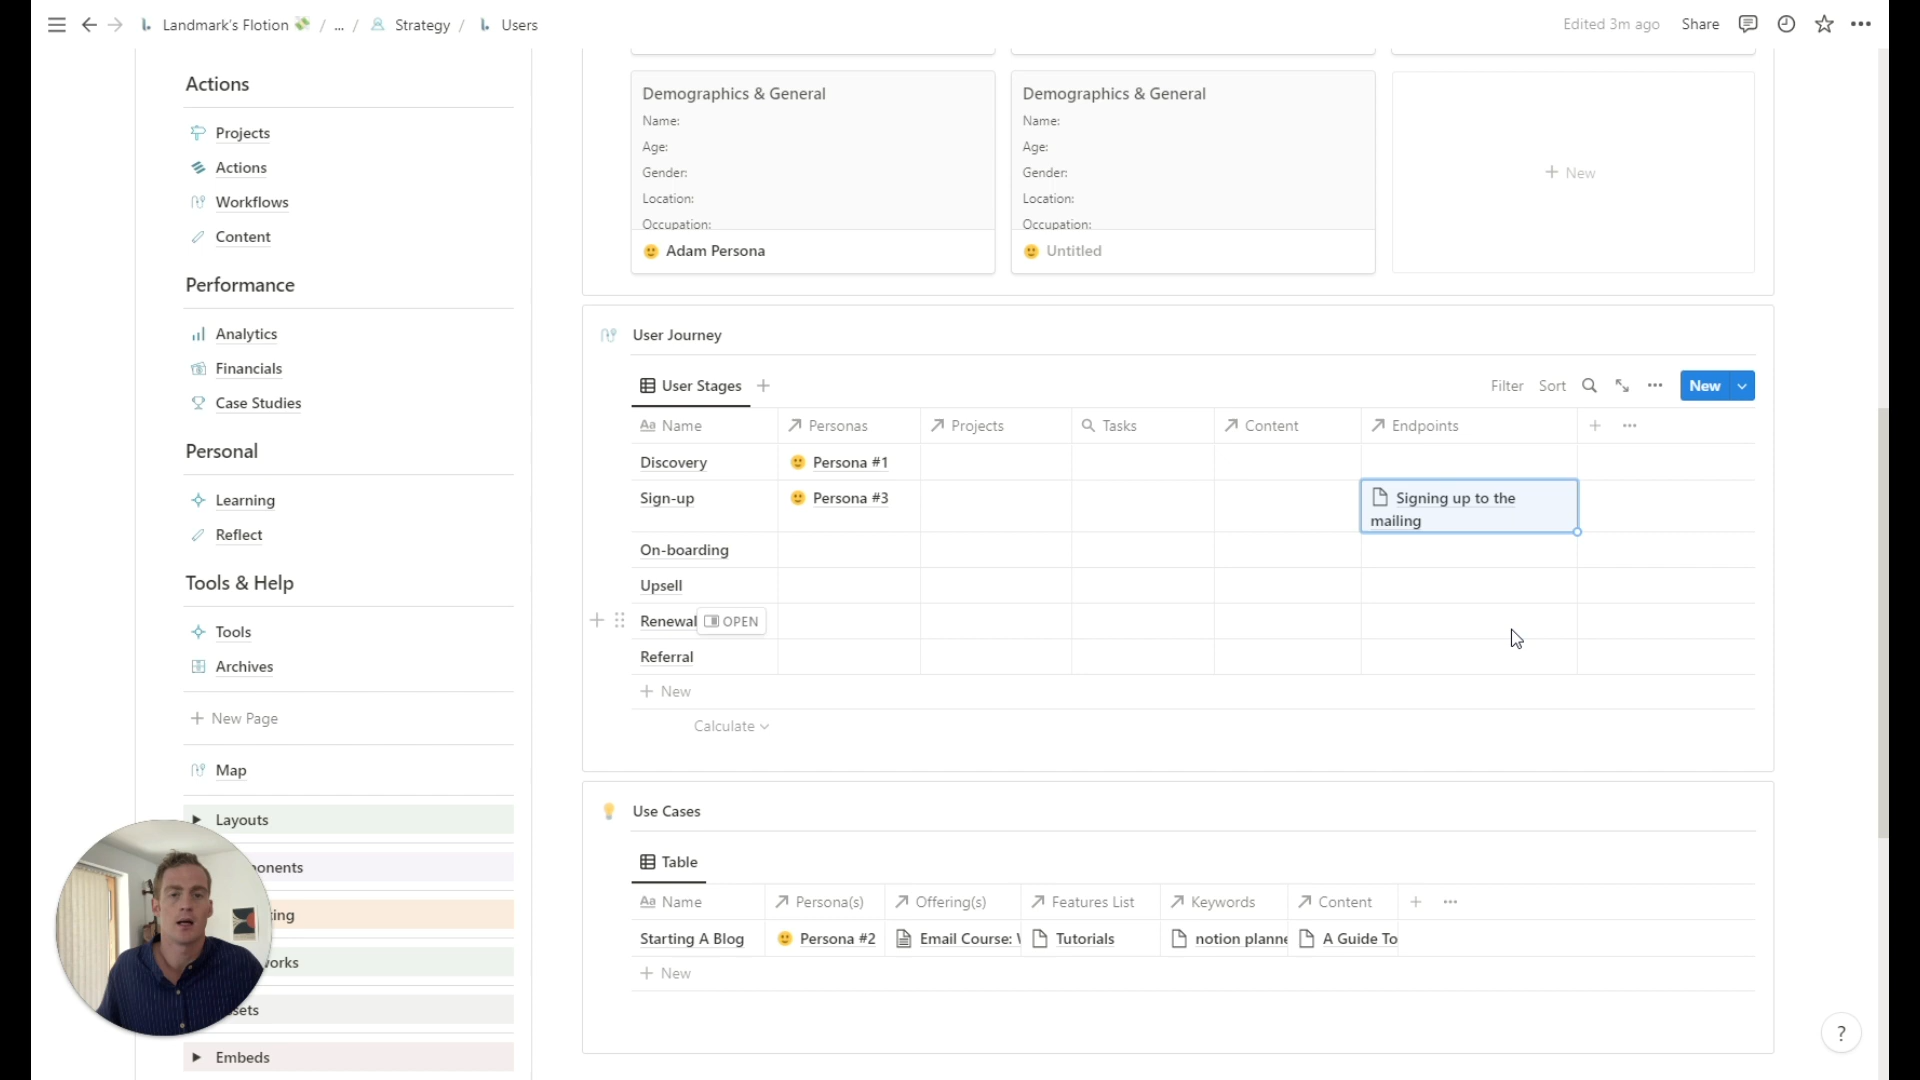 Landmark's Flotion / ... / Strategy / Users
Edited 3m ago Share
Actions
Projects
Actions
Workflows
Content
Performance
Analytics
Financials
Case Studies
Personal
Learning
Reflect
Tools & Help
Tools
Archives
+ New Page
Map
Layouts
Embeds
Demographics & General
Name:
Age:
Gender:
Location:
Occupation:
Adam Persona
Demographics & General
Name:
Age:
Gender:
Location:
Occupation:
Untitled
+ New
User Journey
User Stages +
Filter Sort ... New
Aa Name Personas Projects Tasks Content Endpoints + ...
Discovery Persona #1
Sign-up Persona #3 Signing up to the
mailing
On-boarding
Upsell
Renewal OPEN
Referral
+ New
Calculate
Use Cases
Table
Aa Name Persona(s) Offering(s) Features List Keywords Content + ...
Starting A Blog Persona #2 Email Course: Tutorials notion planne A Guide To
+ New
?